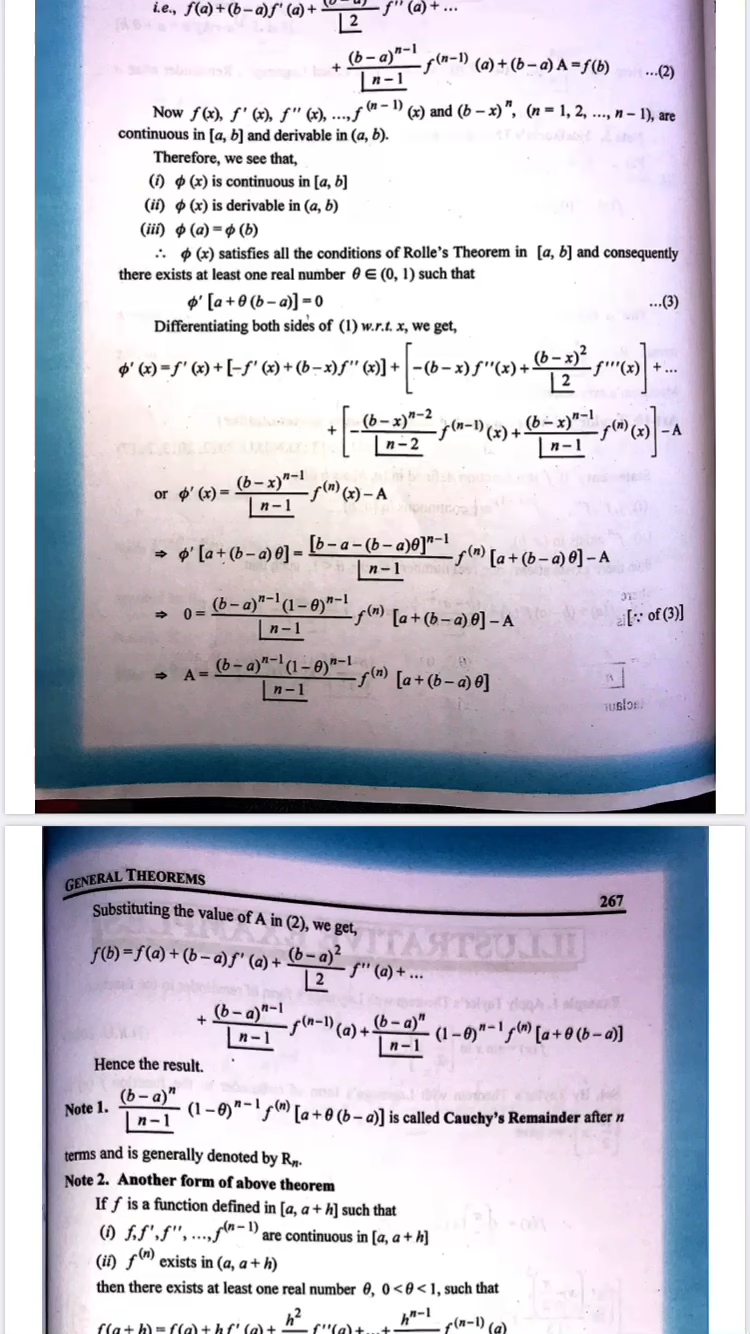 i.e., f(a) + (b – a) f' (a) + (b – a)² / ⌊2 f'' (a) + ...
+ (b – a)ⁿ⁻¹ / ⌊n – 1 f⁽ⁿ⁻¹⁾ (a) + (b – a) A = f(b) ...(2)
Now f(x), f' (x), f'' (x), ..., f⁽ⁿ⁻¹⁾ (x) and (b – x)ⁿ, (n = 1, 2, ..., n – 1), are
continuous in [a, b] and derivable in (a, b).
Therefore, we see that,
(i) ϕ (x) is continuous in [a, b]
(ii) ϕ (x) is derivable in (a, b)
(iii) ϕ (a) = ϕ (b)
∴ ϕ (x) satisfies all the conditions of Rolle's Theorem in [a, b] and consequently
there exists at least one real number θ ∈ (0, 1) such that
ϕ' [a + θ (b – a)] = 0 ...(3)
Differentiating both sides of (1) w.r.t. x, we get,
ϕ' (x) = f' (x) + [–f' (x) + (b – x) f'' (x)] + [–(b – x) f''(x) + (b – x)² / ⌊2 f'''(x)] + ...
+ [– (b – x)ⁿ⁻² / ⌊n – 2 f⁽ⁿ⁻¹⁾ (x) + (b – x)ⁿ⁻¹ / ⌊n – 1 f⁽ⁿ⁾ (x)] – A
or ϕ' (x) = (b – x)ⁿ⁻¹ / ⌊n – 1 f⁽ⁿ⁾ (x) – A
⇒ ϕ' [a + (b – a) θ] = [b – a – (b – a)θ]ⁿ⁻¹ / ⌊n – 1 f⁽ⁿ⁾ [a + (b – a) θ] – A
⇒ 0 = (b – a)ⁿ⁻¹ (1 – θ)ⁿ⁻¹ / ⌊n – 1 f⁽ⁿ⁾ [a + (b – a) θ] – A [∵ of (3)]
⇒ A = (b – a)ⁿ⁻¹ (1 – θ)ⁿ⁻¹ / ⌊n – 1 f⁽ⁿ⁾ [a + (b – a) θ]
GENERAL THEOREMS 267
Substituting the value of A in (2), we get,
f(b) = f(a) + (b – a) f' (a) + (b – a)² / ⌊2 f'' (a) + ...
+ (b – a)ⁿ⁻¹ / ⌊n – 1 f⁽ⁿ⁻¹⁾ (a) + (b – a)ⁿ / ⌊n – 1 (1 – θ)ⁿ⁻¹ f⁽ⁿ⁾ [a + θ (b – a)]
Hence the result.
Note 1. (b – a)ⁿ / ⌊n – 1 (1 – θ)ⁿ⁻¹ f⁽ⁿ⁾ [a + θ (b – a)] is called Cauchy's Remainder after n
terms and is generally denoted by Rₙ.
Note 2. Another form of above theorem
If f is a function defined in [a, a + h] such that
(i) f, f', f'', ..., f⁽ⁿ⁻¹⁾ are continuous in [a, a + h]
(ii) f⁽ⁿ⁾ exists in (a, a + h)
then there exists at least one real number θ, 0 < θ < 1, such that
f(a + h) = f(a) + h f' (a) + h² f''(a) + ... + hⁿ⁻¹ f⁽ⁿ⁻¹⁾ (a)